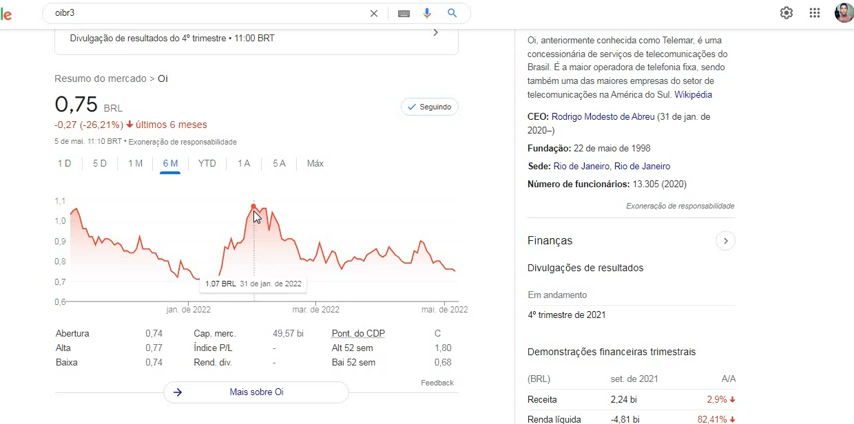 le
oibr3
Divulgação de resultados do 4º trimestre • 11:00 BRT
Resumo do mercado > Oi
0,75 BRL
Seguindo
-0,27 (-26,21%) últimos 6 meses
5 de mai. 11:10 BRT • Exoneração de responsabilidade
1 D 5 D 1 M 6 M YTD 1 A 5 A Máx
1,1
1,0
0,9
0,8
0,7
0,6
1,07 BRL 31 de jan. de 2022
jan. de 2022 mar. de 2022 mai. de 2022
Abertura 0,74 Cap. merc. 49,57 bi Pont. do CDP C
Alta 0,77 Índice P/L - Alt 52 sem 1,80
Baixa 0,74 Rend. div. - Bai 52 sem 0,68
Feedback
Mais sobre Oi
Oi, anteriormente conhecida como Telemar, é uma
concessionária de serviços de telecomunicações do
Brasil. É a maior operadora de telefonia fixa, sendo
também uma das maiores empresas do setor de
telecomunicações na América do Sul. Wikipédia
CEO: Rodrigo Modesto de Abreu (31 de jan. de
2020–)
Fundação: 22 de maio de 1998
Sede: Rio de Janeiro, Rio de Janeiro
Número de funcionários: 13.305 (2020)
Exoneração de responsabilidade
Finanças
Divulgações de resultados
Em andamento
4º trimestre de 2021
Demonstrações financeiras trimestrais
(BRL) set. de 2021 A/A
Receita 2,24 bi 2,9%
Renda líquida -4,81 bi 82,41%